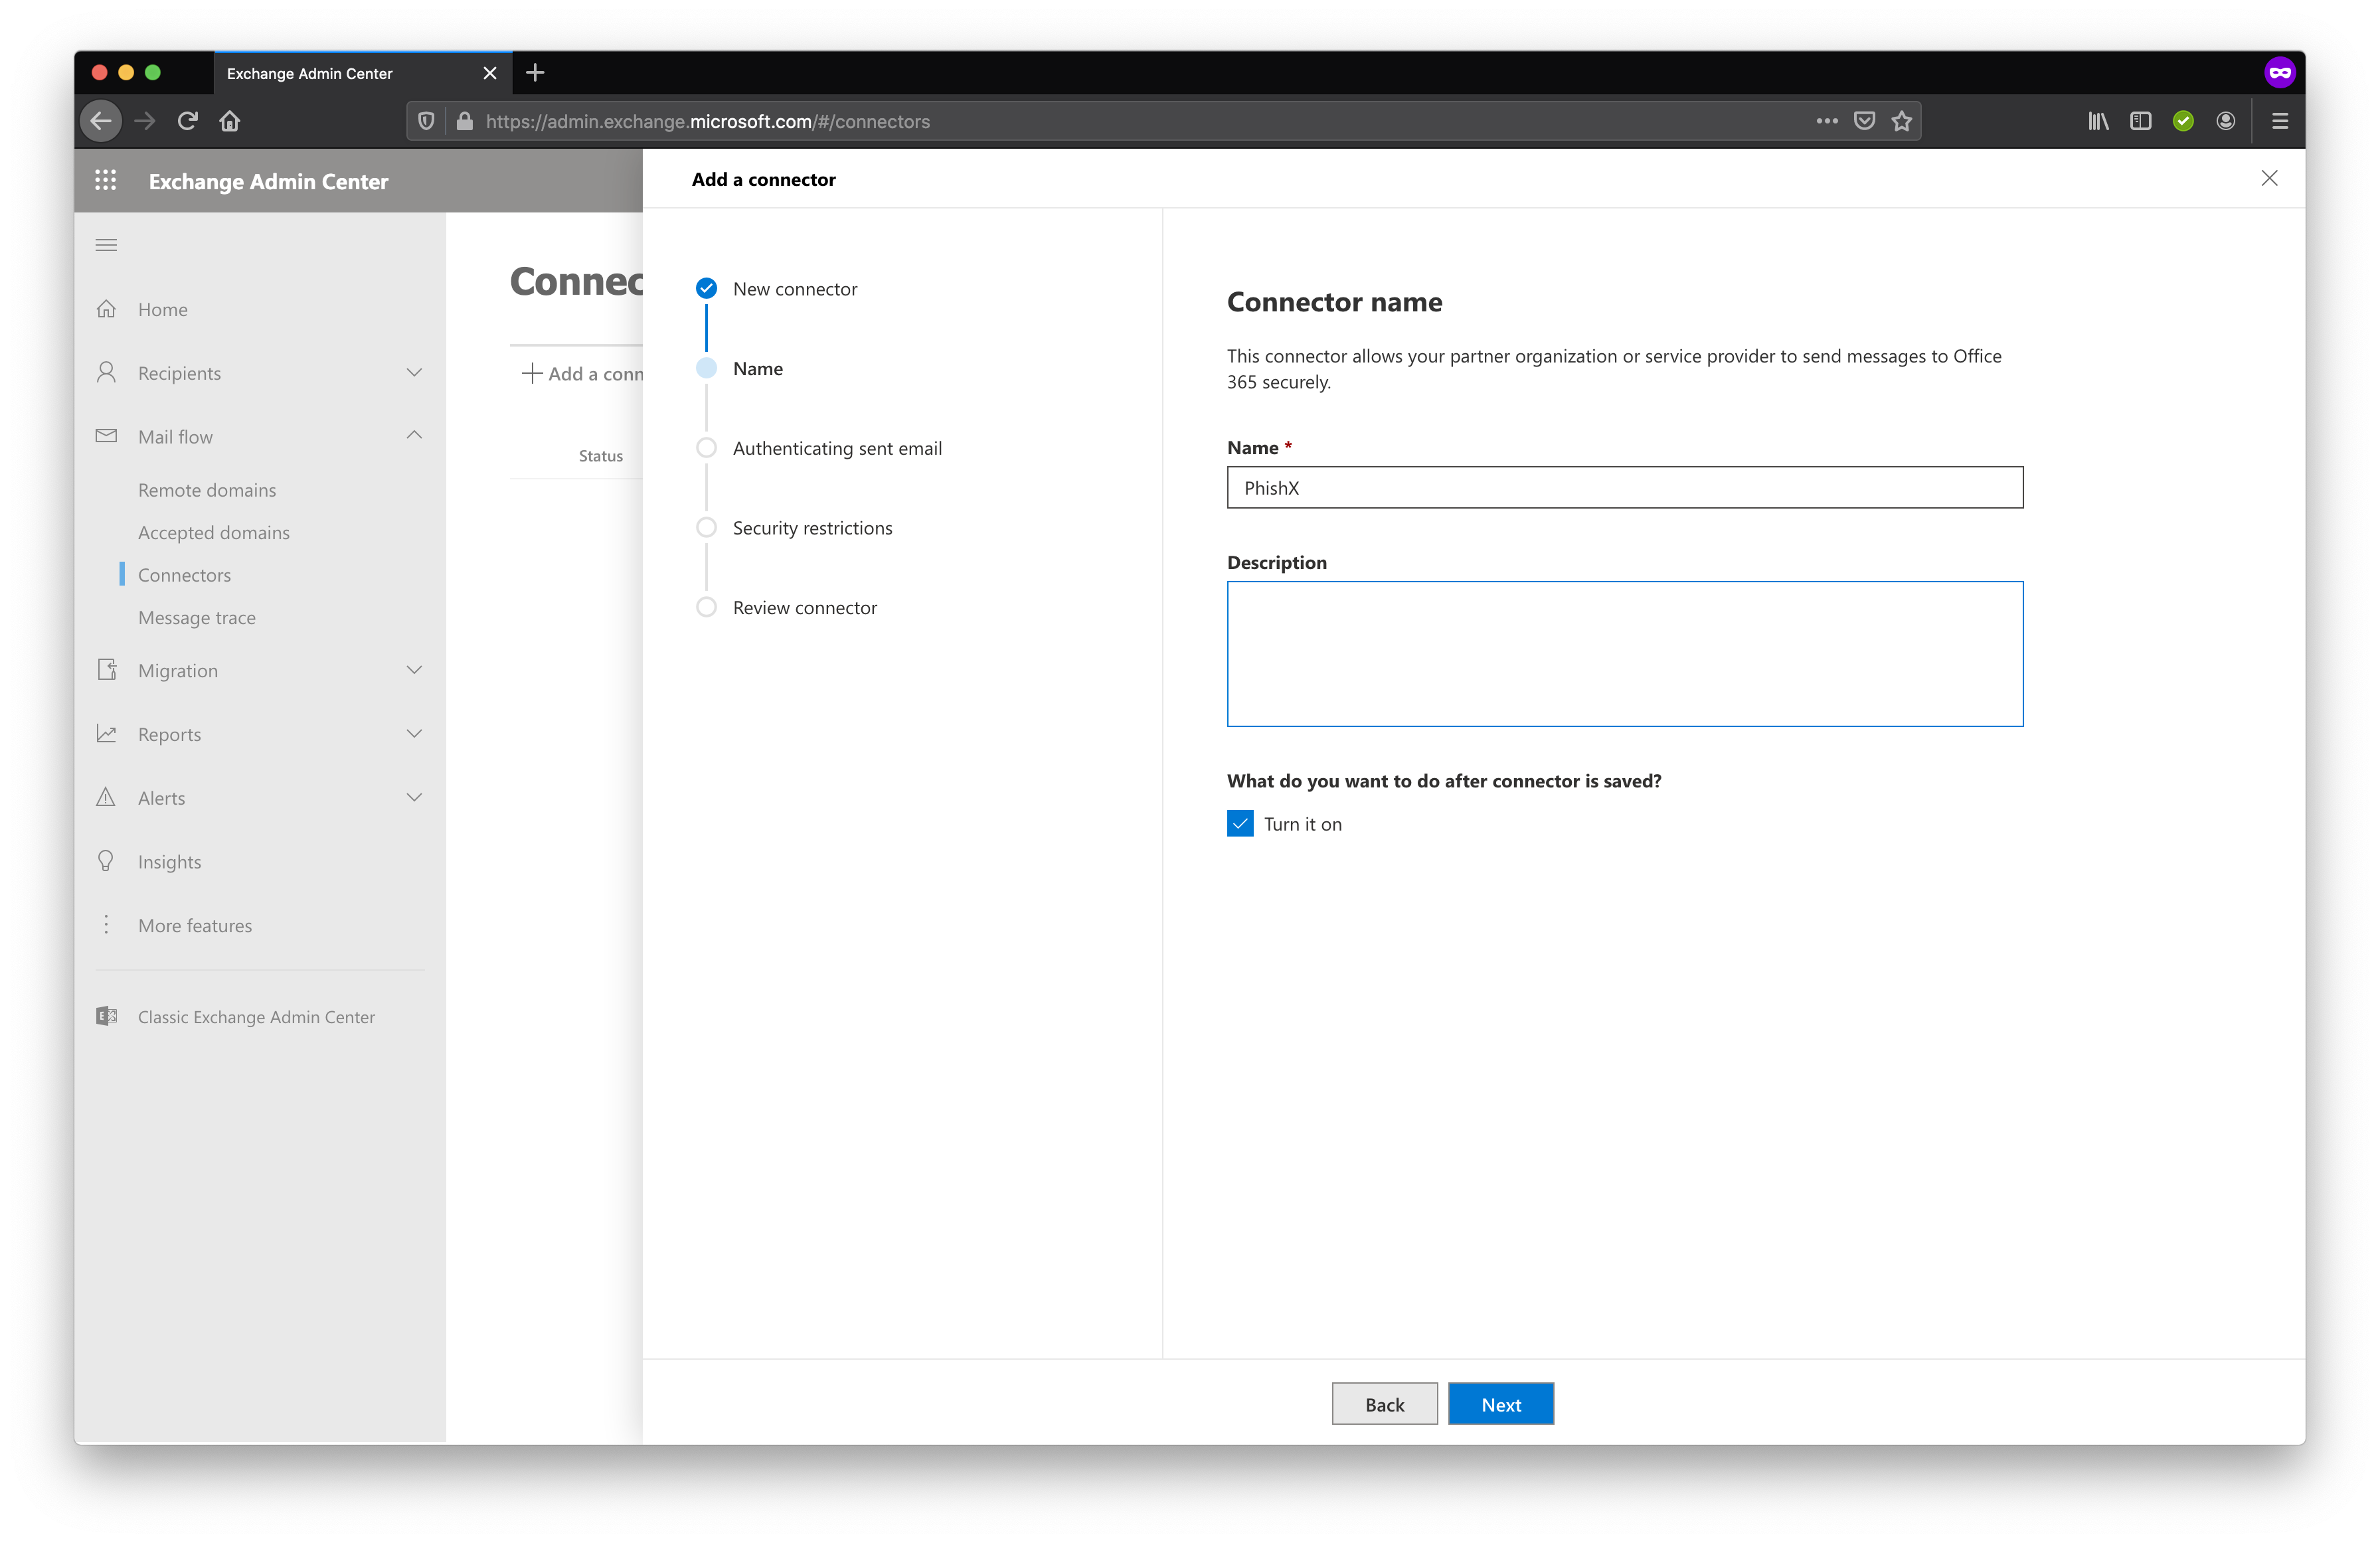 Exchange Admin Center
https://admin.exchange.microsoft.com/#/connectors
Exchange Admin Center
Home
Recipients
Mail flow
Remote domains
Accepted domains
Connectors
Message trace
Migration
Reports
Alerts
Insights
More features
Classic Exchange Admin Center
Connec
Add a conn
Status
Add a connector
New connector
Name
Authenticating sent email
Security restrictions
Review connector
Connector name
This connector allows your partner organization or service provider to send messages to Office
365 securely.
Name *
PhishX
Description
What do you want to do after connector is saved?
Turn it on
Back
Next